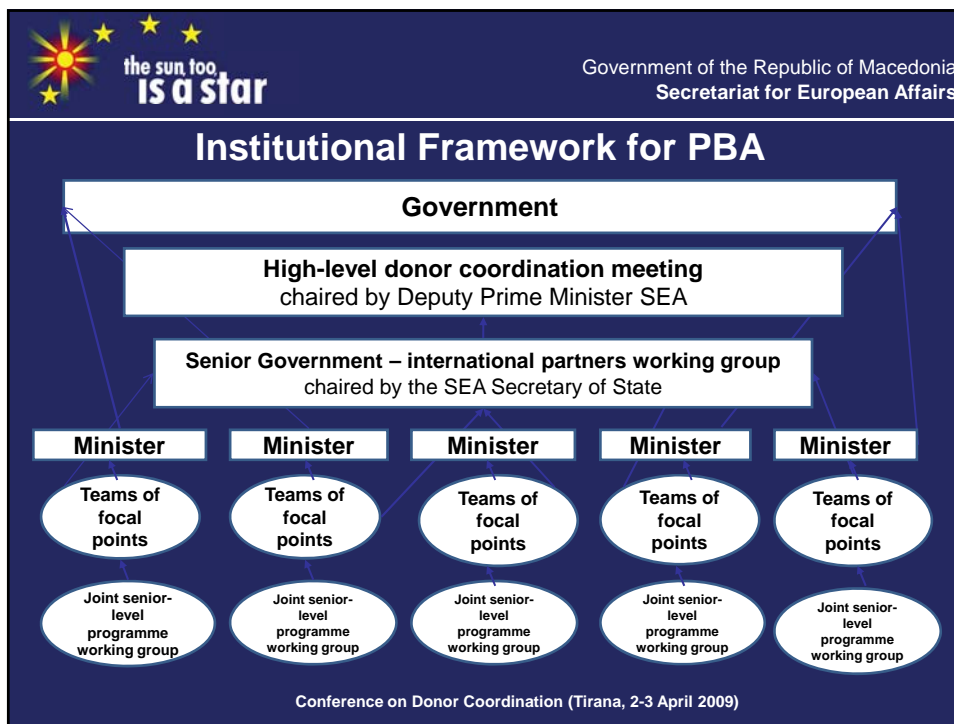 the sun, too,
is a star
Government of the Republic of Macedonia
Secretariat for European Affairs
Institutional Framework for PBA
Government
High-level donor coordination meeting
chaired by Deputy Prime Minister SEA
Senior Government – international partners working group
chaired by the SEA Secretary of State
Minister
Minister
Minister
Minister
Minister
Teams of
focal
points
Teams of
focal
points
Teams of
focal
points
Teams of
focal
points
Teams of
focal
points
Joint senior-
level
programme
working group
Joint senior-
level
programme
working group
Joint senior-
level
programme
working group
Joint senior-
level
programme
working group
Joint senior-
level
programme
working group
Conference on Donor Coordination (Tirana, 2-3 April 2009)